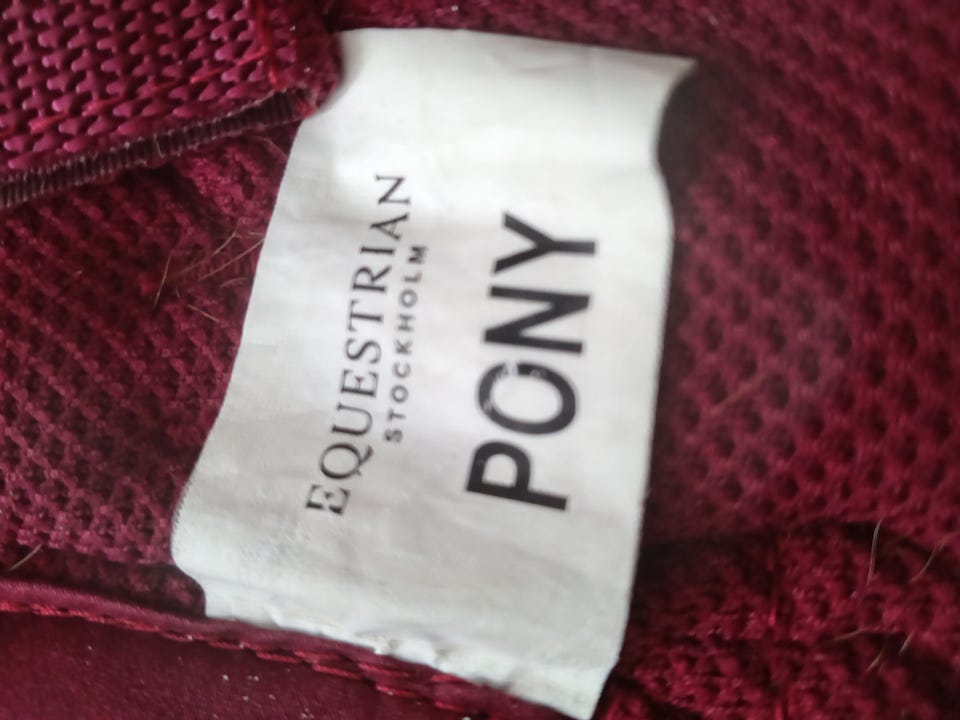 EQUESTRIAN
STOCKHOLM
PONY